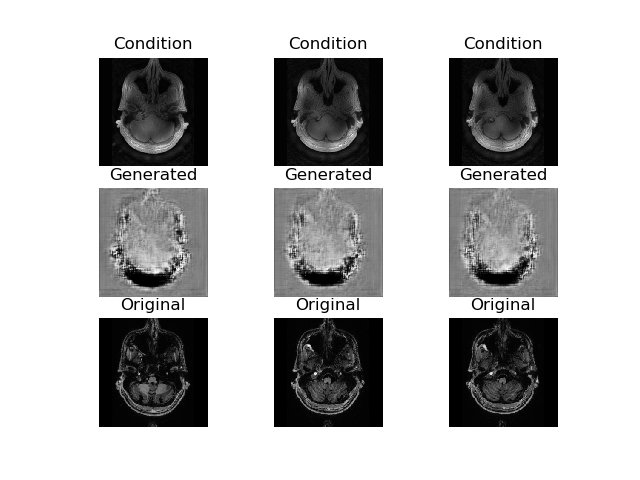 Condition Condition Condition
Generated Generated Generated
Original Original Original